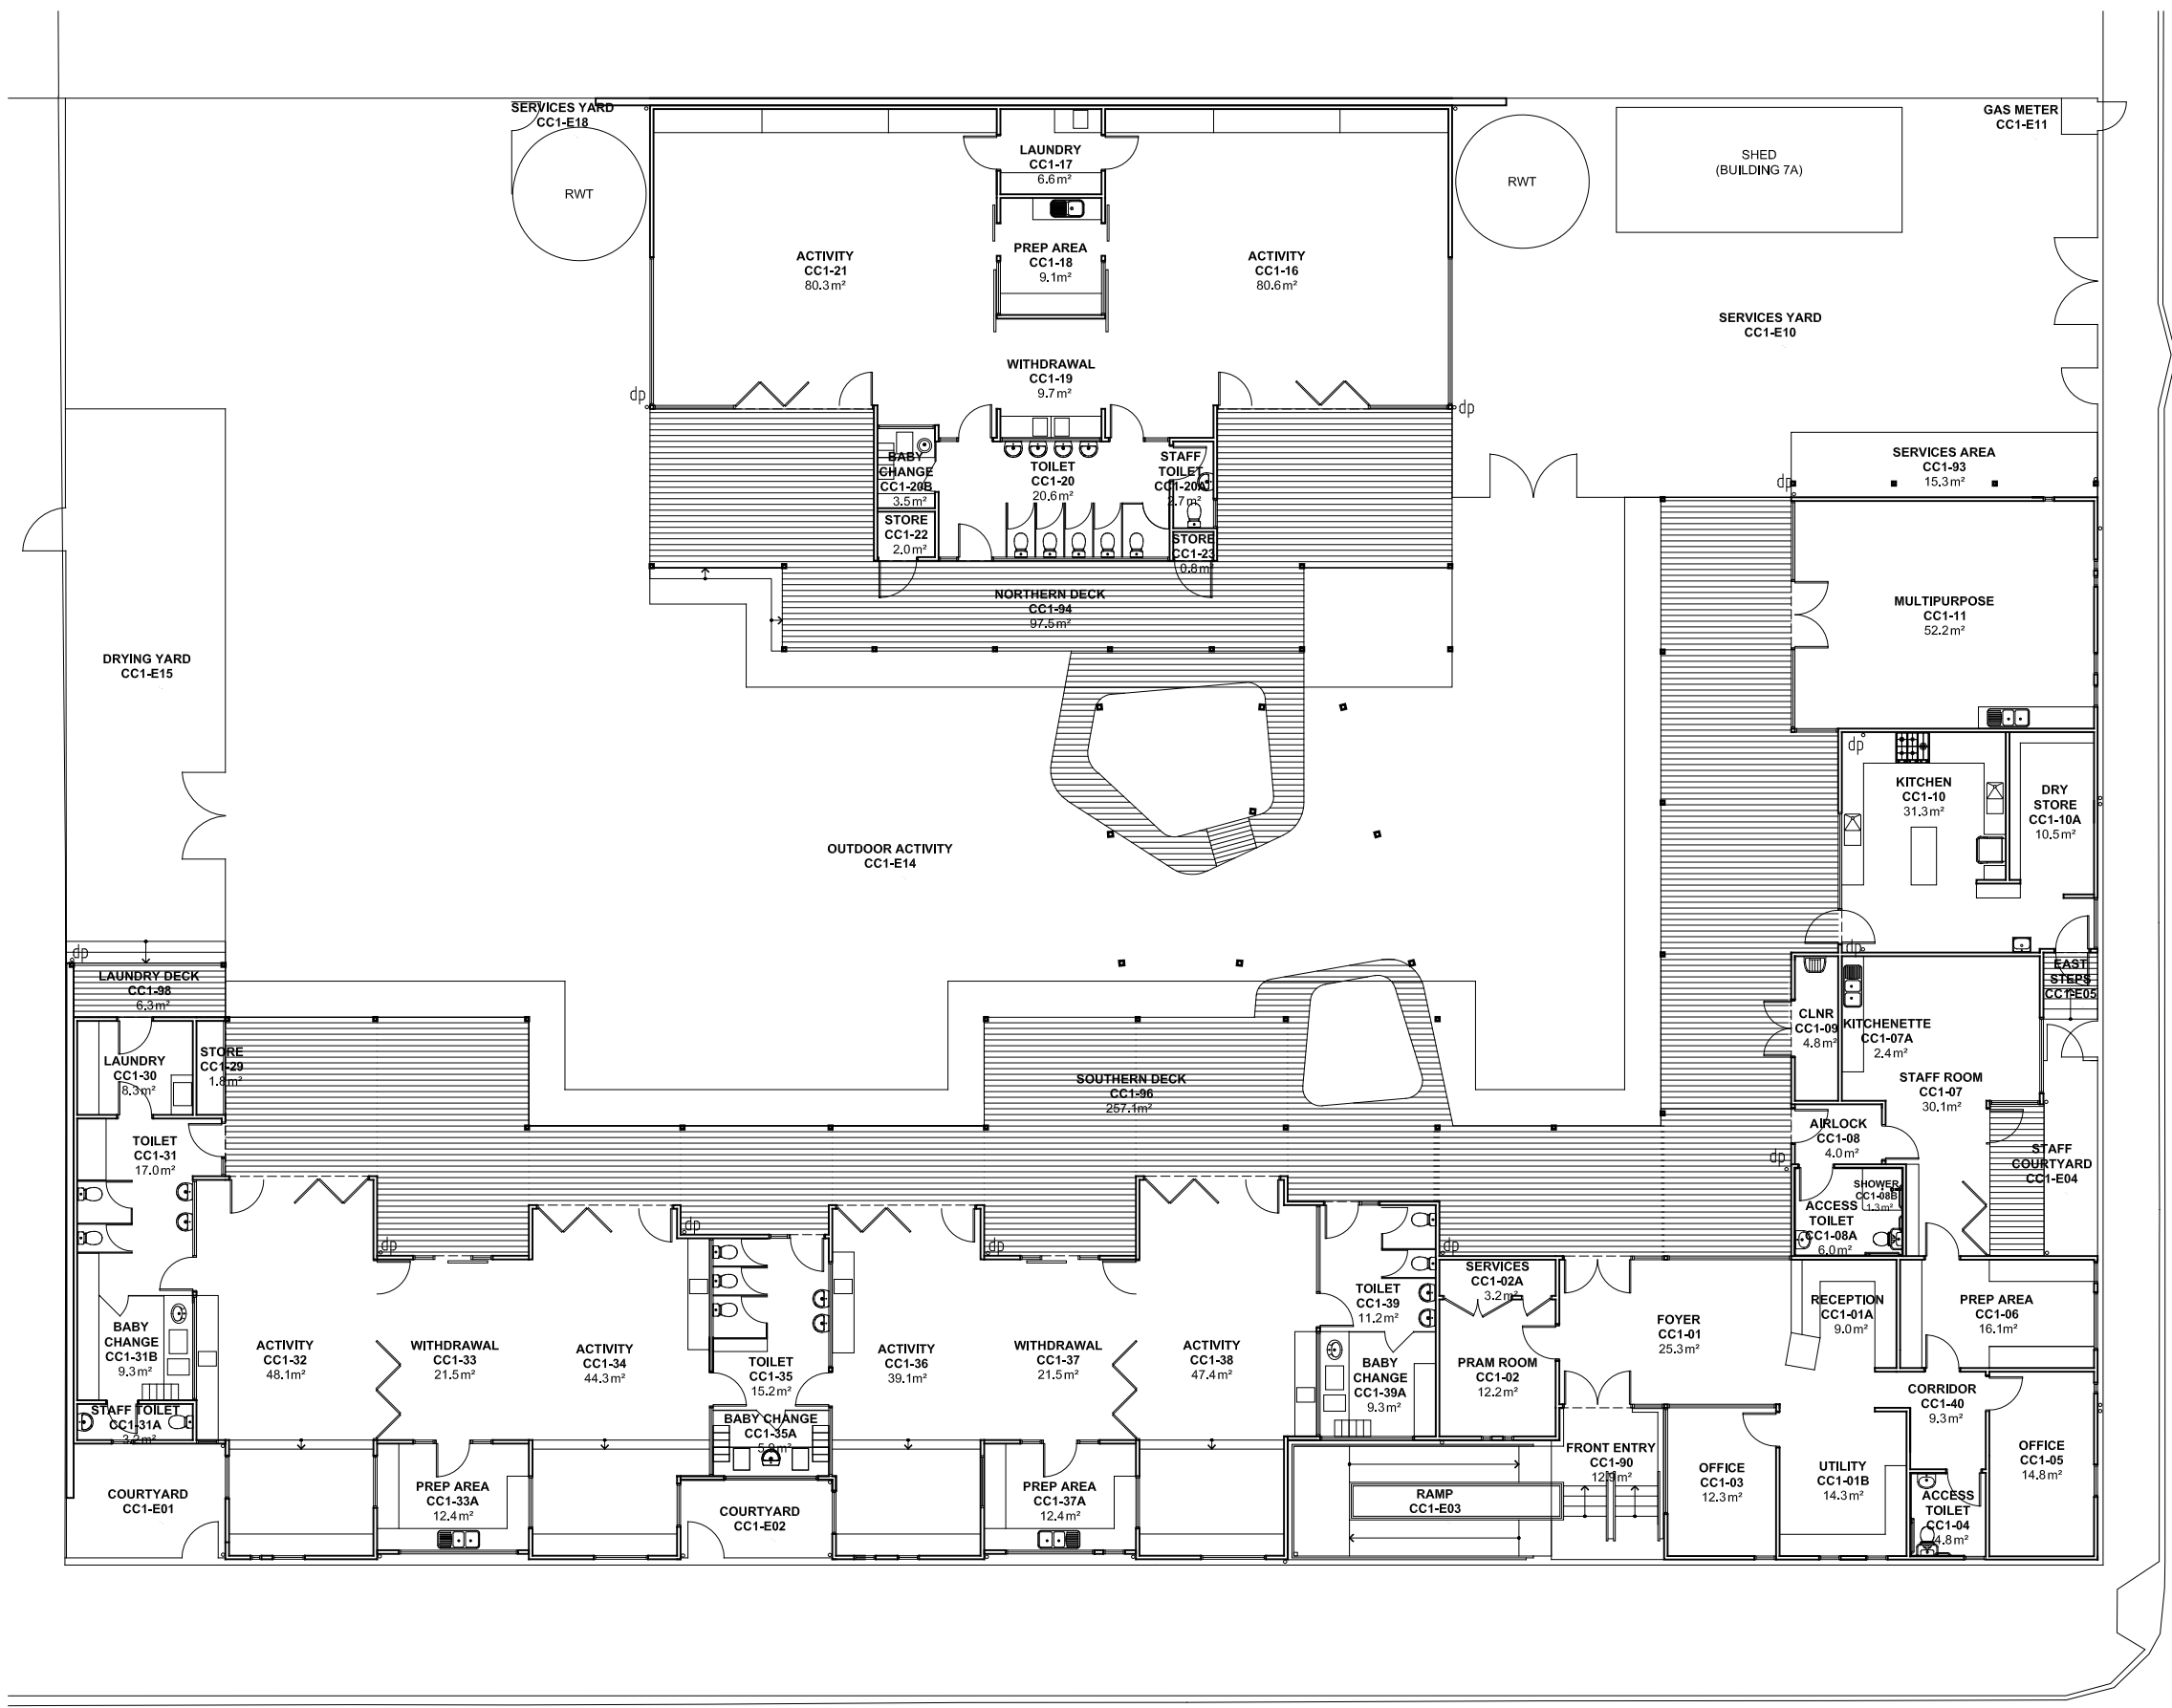 SERVICES YARD
CC1-E18
RWT
LAUNDRY
CC1-17
6.6m²
RWT
SHED
(BUILDING 7A)
GAS METER
CC1-E11
ACTIVITY
CC1-21
80.3m²
PREP AREA
CC1-18
9.1m²
ACTIVITY
CC1-16
80.6m²
SERVICES YARD
CC1-E10
WITHDRAWAL
CC1-19
9.7m²
dp
dp
BABY
CHANGE
CC1-20B
3.5m²
TOILET
CC1-20
20.6m²
STAFF
TOILET
CC1-20A
2.7m²
STORE
CC1-22
2.0m²
STORE
CC1-23
0.8m²
SERVICES AREA
CC1-93
15.3m²
dp
NORTHERN DECK
CC1-94
97.5m²
MULTIPURPOSE
CC1-11
52.2m²
DRYING YARD
CC1-E15
dp
KITCHEN
CC1-10
31.3m²
DRY
STORE
CC1-10A
10.5m²
OUTDOOR ACTIVITY
CC1-E14
dp
dp
LAUNDRY DECK
CC1-98
6.3m²
EAST
STEPS
CC1-E05
CLNR
CC1-09
4.8m²
KITCHENETTE
CC1-07A
2.4m²
LAUNDRY
CC1-30
8.3m²
STORE
CC1-29
1.8m²
SOUTHERN DECK
CC1-96
257.1m²
STAFF ROOM
CC1-07
30.1m²
TOILET
CC1-31
17.0m²
AIRLOCK
CC1-08
4.0m²
dp
STAFF
COURTYARD
CC1-E04
SHOWER
CC1-08B
1.3m²
ACCESS
TOILET
CC1-08A
6.0m²
dp
dp
dp
dp
SERVICES
CC1-02A
3.2m²
TOILET
CC1-39
11.2m²
FOYER
CC1-01
25.3m²
RECEPTION
CC1-01A
9.0m²
PREP AREA
CC1-06
16.1m²
BABY
CHANGE
CC1-31B
9.3m²
ACTIVITY
CC1-32
48.1m²
WITHDRAWAL
CC1-33
21.5m²
ACTIVITY
CC1-34
44.3m²
TOILET
CC1-35
15.2m²
ACTIVITY
CC1-36
39.1m²
WITHDRAWAL
CC1-37
21.5m²
ACTIVITY
CC1-38
47.4m²
BABY
CHANGE
CC1-39A
9.3m²
PRAM ROOM
CC1-02
12.2m²
CORRIDOR
CC1-40
9.3m²
STAFF TOILET
CC1-31A
BABY CHANGE
CC1-35A
FRONT ENTRY
CC1-90
12.9m²
OFFICE
CC1-03
12.3m²
UTILITY
CC1-01B
14.3m²
OFFICE
CC1-05
14.8m²
COURTYARD
CC1-E01
PREP AREA
CC1-33A
12.4m²
COURTYARD
CC1-E02
PREP AREA
CC1-37A
12.4m²
RAMP
CC1-E03
ACCESS
TOILET
CC1-04
4.8m²